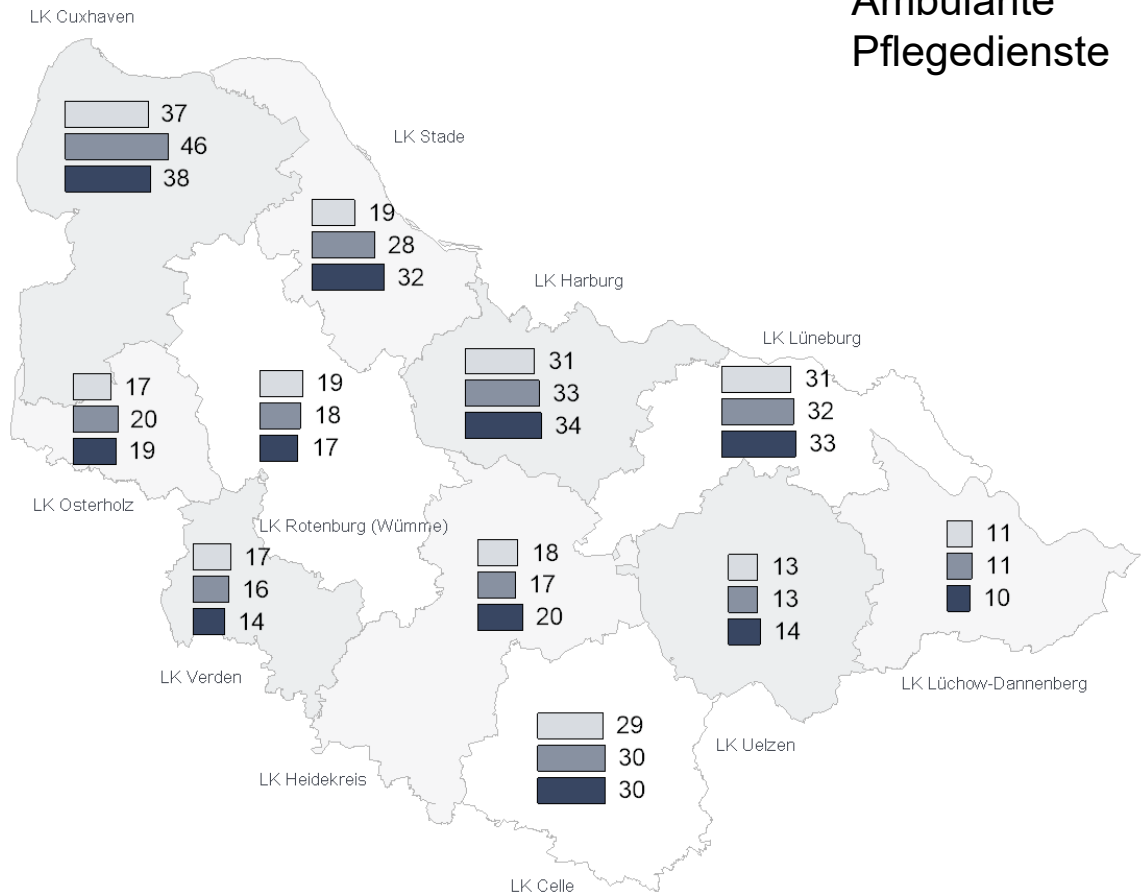 Ambulante
Pflegedienste
LK Cuxhaven
37
46
38
LK Stade
19
28
32
LK Harburg
31
33
34
LK Lüneburg
31
32
33
17
20
19
LK Osterholz
19
18
17
LK Rotenburg (Wümme)
17
16
14
LK Verden
18
17
20
LK Heidekreis
13
13
14
LK Uelzen
11
11
10
LK Lüchow-Dannenberg
29
30
30
LK Celle